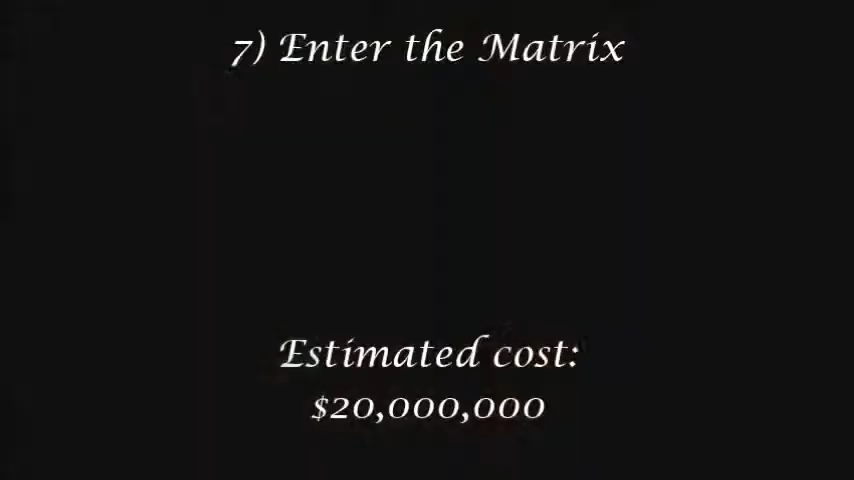 7) Enter the Matrix
Estimated cost:
$20,000,000